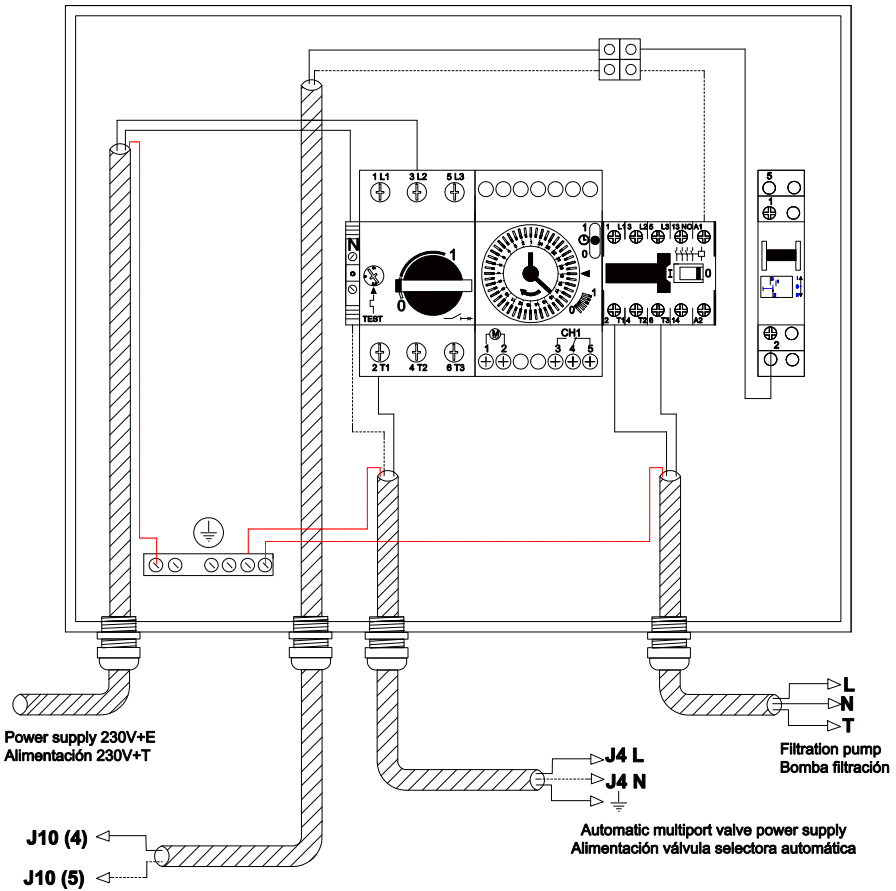 1 L1 3 L2 5 L3
5
1
N
1
0
TEST
1
0
1
0
1 L1 3 L2 5 L3 13 NO A1
I 0
2 T1 4 T2 6 T3 14 A2
M
1 2
CH1
3 4 5
2 T1 4 T2 6 T3
2
Power supply 230V+E
Alimentación 230V+T
L
N
T
Filtration pump
Bomba filtración
J4 L
J4 N
Automatic multiport valve power supply
Alimentación válvula selectora automática
J10 (4)
J10 (5)